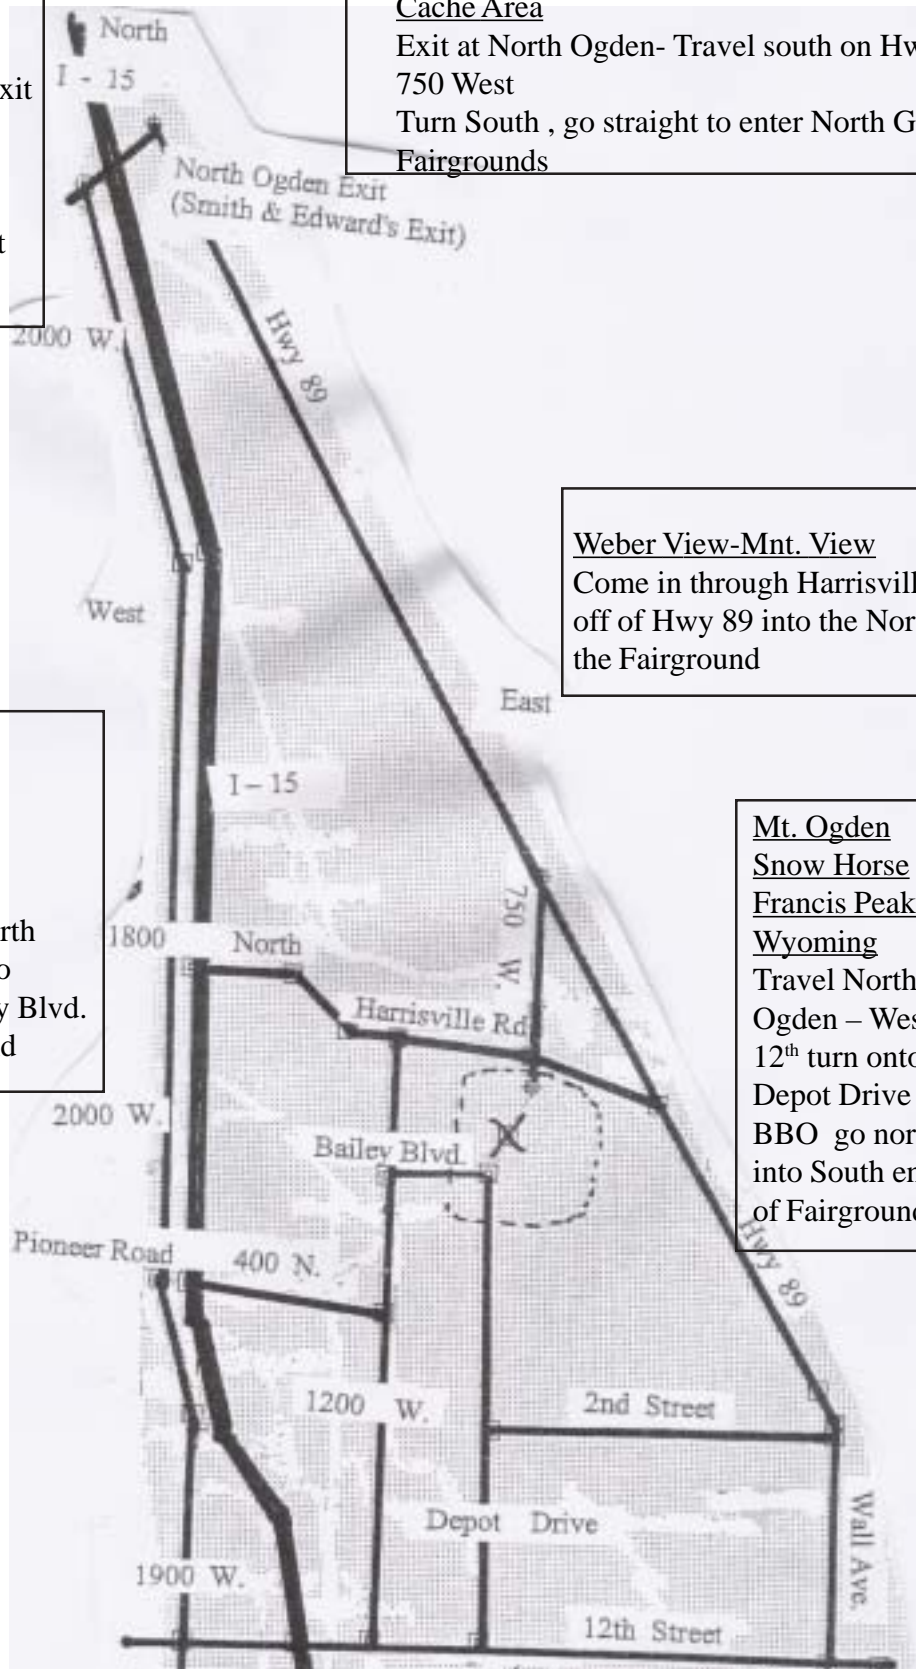 Cache Area
Exit at North Ogden- Travel south on Hw
750 West
Turn South , go straight to enter North G
Fairgrounds
North
I - 15
xit
t
North Ogden Exit
(Smith & Edward's Exit)
Hwy 89
2000 W.
Weber View-Mnt. View
Come in through Harrisvill
off of Hwy 89 into the Nor
the Fairground
West
East
I-15
Mt. Ogden
Snow Horse
Francis Peak
Wyoming
Travel North
Ogden – Wes
12th turn onto
Depot Drive
BBO go nor
into South en
of Fairground
rth
o
y Blvd.
d
750 W.
1800 North
Harrisville Rd
2000 W.
X
Bailey Blvd.
Pioneer Road
400 N.
Hwy 89
1200 W.
2nd Street
Depot Drive
Wall Ave.
1900 W.
12th Street